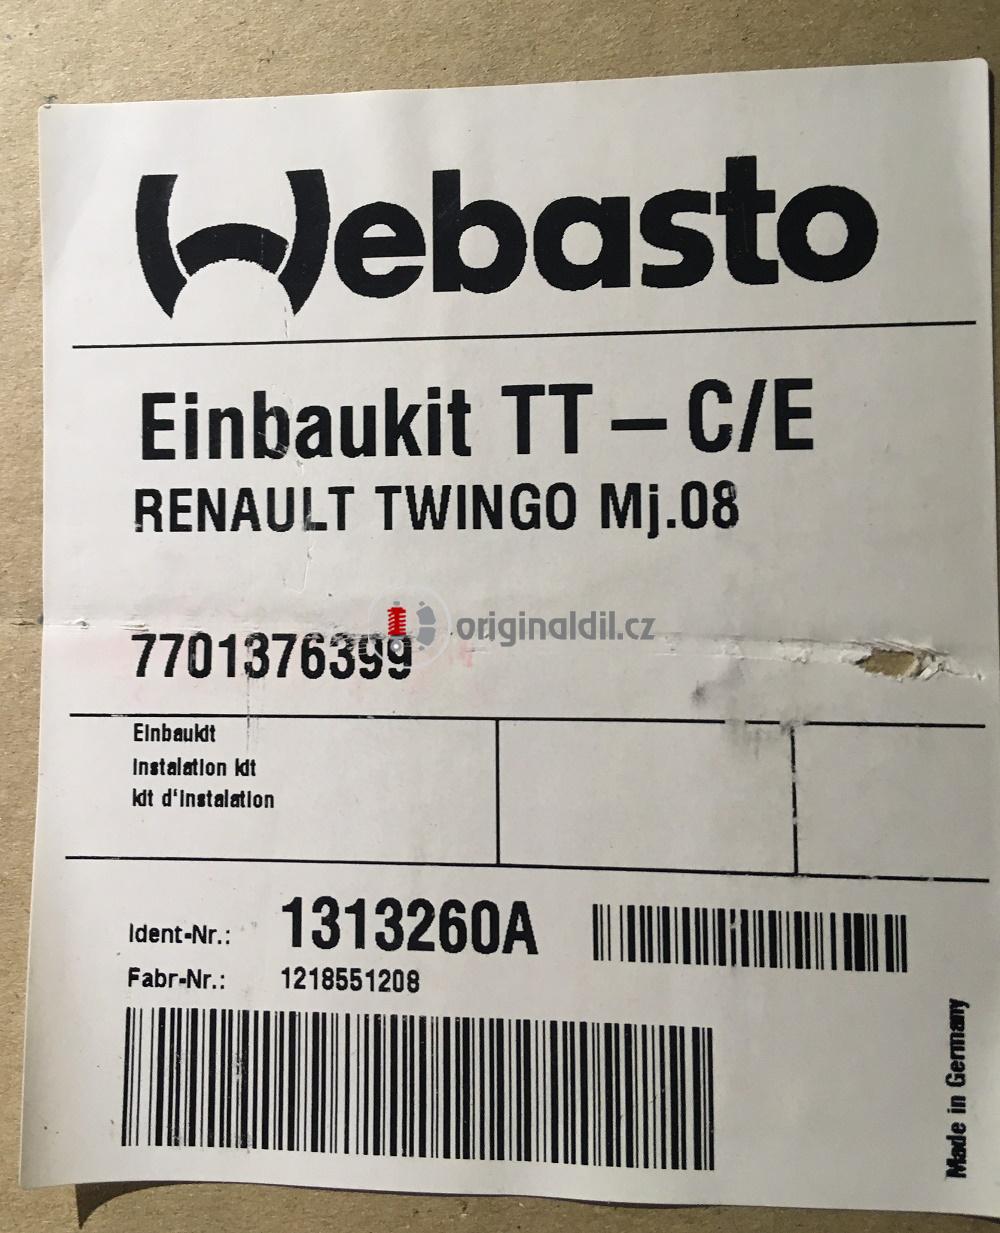 Webasto
Einbaukit TT – C/E
RENAULT TWINGO Mj.08
originaldil.cz
7701376399
Einbaukit
Instalation kit
kit d'instalation
Ident-Nr.: 1313260A
Fabr-Nr.: 1218551208
Made in Germany